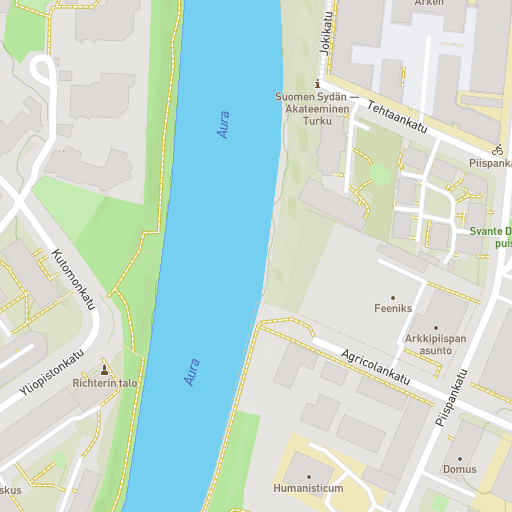 Arken
Jokikatu
Suomen Sydän —
Akateeminen
Turku
Tehtaankatu
Aura
Piispanka
Svante D
puis
Kutomonkatu
Feeniks
Arkkipiispan
asunto
Aura
Agricolankatu
Yliopistonkatu
Richterin talo
Piispankatu
Domus
Humanisticum
skus